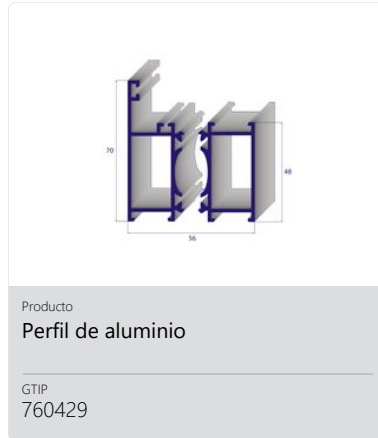 70
48
56
Producto
Perfil de aluminio
GTIP
760429